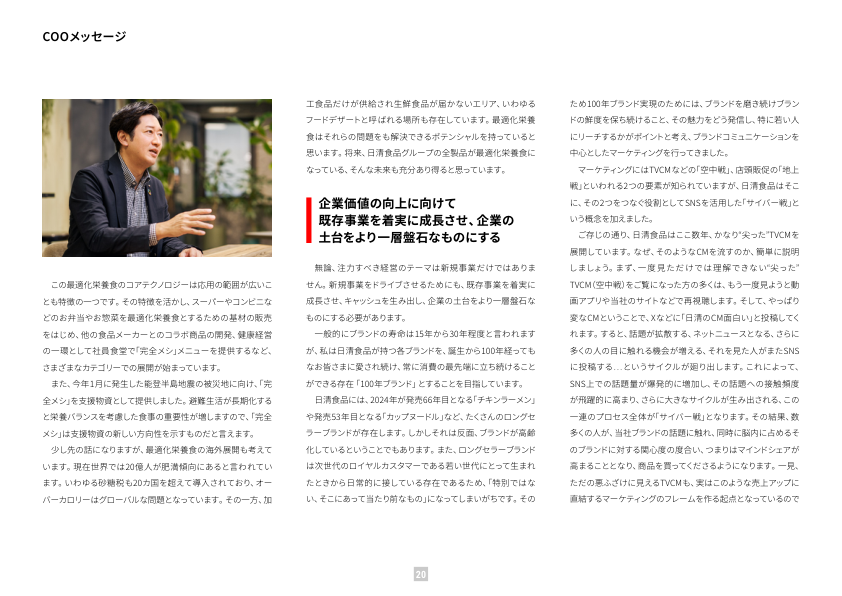 COOメッセージ
この最適化栄養食のコアテクノロジーは応用の範囲が広いこ
とも特徴の一つです。その特徴を活かし、スーパーやコンビニな
どのお弁当やお惣菜を最適化栄養食とするための基材の販売
をはじめ、他の食品メーカーとのコラボ商品の開発、健康経営
の一環として社員食堂で「完全メシ」メニューを提供するなど、
さまざまなカテゴリーでの展開が始まっています。
また、今年1月に発生した能登半島地震の被災地に向け、「完
全メシ」を支援物資として提供しました。避難生活が長期化する
と栄養バランスを考慮した食事の重要性が増しますので、「完全
メシ」は支援物資の新しい方向性を示すものだと言えます。
少し先の話になりますが、最適化栄養食の海外展開も考えて
います。現在世界では20億人が肥満傾向にあると言われてい
ます。いわゆる砂糖税も20カ国を超えて導入されており、オー
バーカロリーはグローバルな問題となっています。その一方、加
工食品だけが供給され生鮮食品が届かないエリア、いわゆる
フードデザートと呼ばれる場所も存在しています。最適化栄養
食はそれらの問題をも解決できるポテンシャルを持っていると
思います。将来、日清食品グループの全製品が最適化栄養食に
なっている、そんな未来も充分あり得ると思っています。
企業価値の向上に向けて
既存事業を着実に成長させ、企業の
土台をより一層盤石なものにする
無論、注力すべき経営のテーマは新規事業だけではありま
せん。新規事業をドライブさせるためにも、既存事業を着実に
成長させ、キャッシュを生み出し、企業の土台をより一層盤石な
ものにする必要があります。
一般的にブランドの寿命は15年から30年程度と言われます
が、私は日清食品が持つ各ブランドを、誕生から100年経っても
なお皆さまに愛され続け、常に消費の最先端に立ち続けること
ができる存在「100年ブランド」とすることを目指しています。
日清食品には、2024年が発売66年目となる「チキンラーメン」
や発売53年目となる「カップヌードル」など、たくさんのロングセ
ラーブランドが存在します。しかしそれは反面、ブランドが高齢
化しているということでもあります。また、ロングセラーブランド
は次世代のロイヤルカスタマーである若い世代にとって生まれ
たときから日常的に接している存在であるため、「特別ではな
い、そこにあって当たり前なもの」になってしまいがちです。その
ため100年ブランド実現のためには、ブランドを磨き続けブラン
ドの鮮度を保ち続けること、その魅力をどう発信し、特に若い人
にリーチするかがポイントと考え、ブランドコミュニケーションを
中心としたマーケティングを行ってきました。
マーケティングにはTVCMなどの「空中戦」、店頭販促の「地上
戦」といわれる2つの要素が知られていますが、日清食品はそこ
に、その2つをつなぐ役割としてSNSを活用した「サイバー戦」と
いう概念を加えました。
ご存じの通り、日清食品はここ数年、かなり“尖った”TVCMを
展開しています。なぜ、そのようなCMを流すのか、簡単に説明
しましょう。まず、一度見ただけでは理解できない“尖った”
TVCM（空中戦）をご覧になった方の多くは、もう一度見ようと動
画アプリや当社のサイトなどで再視聴します。そして、やっぱり
変なCMということで、Xなどに「日清のCM面白い」と投稿してく
れます。すると、話題が拡散する、ネットニュースとなる、さらに
多くの人の目に触れる機会が増える、それを見た人がまたSNS
に投稿する…というサイクルが廻り出します。これによって、
SNS上での話題量が爆発的に増加し、その話題への接触頻度
が飛躍的に高まり、さらに大きなサイクルが生み出される、この
一連のプロセス全体が「サイバー戦」となります。その結果、数
多くの人が、当社ブランドの話題に触れ、同時に脳内に占めるそ
のブランドに対する関心度の度合い、つまりはマインドシェアが
高まることとなり、商品を買ってくださるようになります。一見、
ただの悪ふざけに見えるTVCMも、実はこのような売上アップに
直結するマーケティングのフレームを作る起点となっているので
20